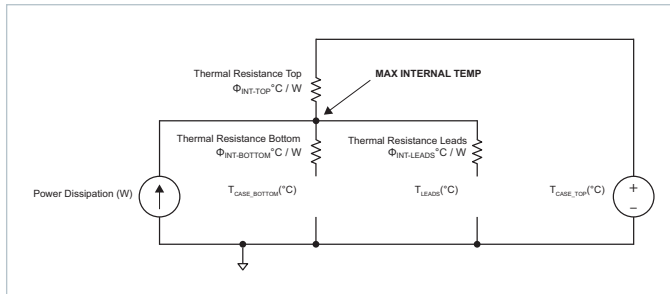 Thermal Resistance Top
ΦINT-TOP°C / W
MAX INTERNAL TEMP
Thermal Resistance Bottom
ΦINT-BOTTOM°C / W
Thermal Resistance Leads
ΦINT-LEADS°C / W
Power Dissipation (W)
TCASE_BOTTOM(°C)
TLEADS(°C)
TCASE_TOP(°C)
+
–